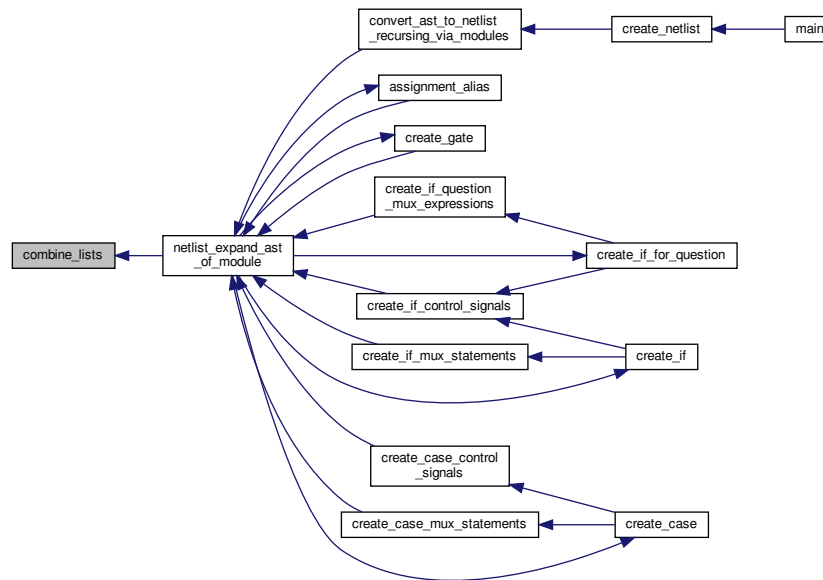 convert_ast_to_netlist
_recursing_via_modules
create_netlist
main
assignment_alias
create_gate
create_if_question
_mux_expressions
combine_lists
netlist_expand_ast
_of_module
create_if_for_question
create_if_control_signals
create_if_mux_statements
create_if
create_case_control
_signals
create_case_mux_statements
create_case